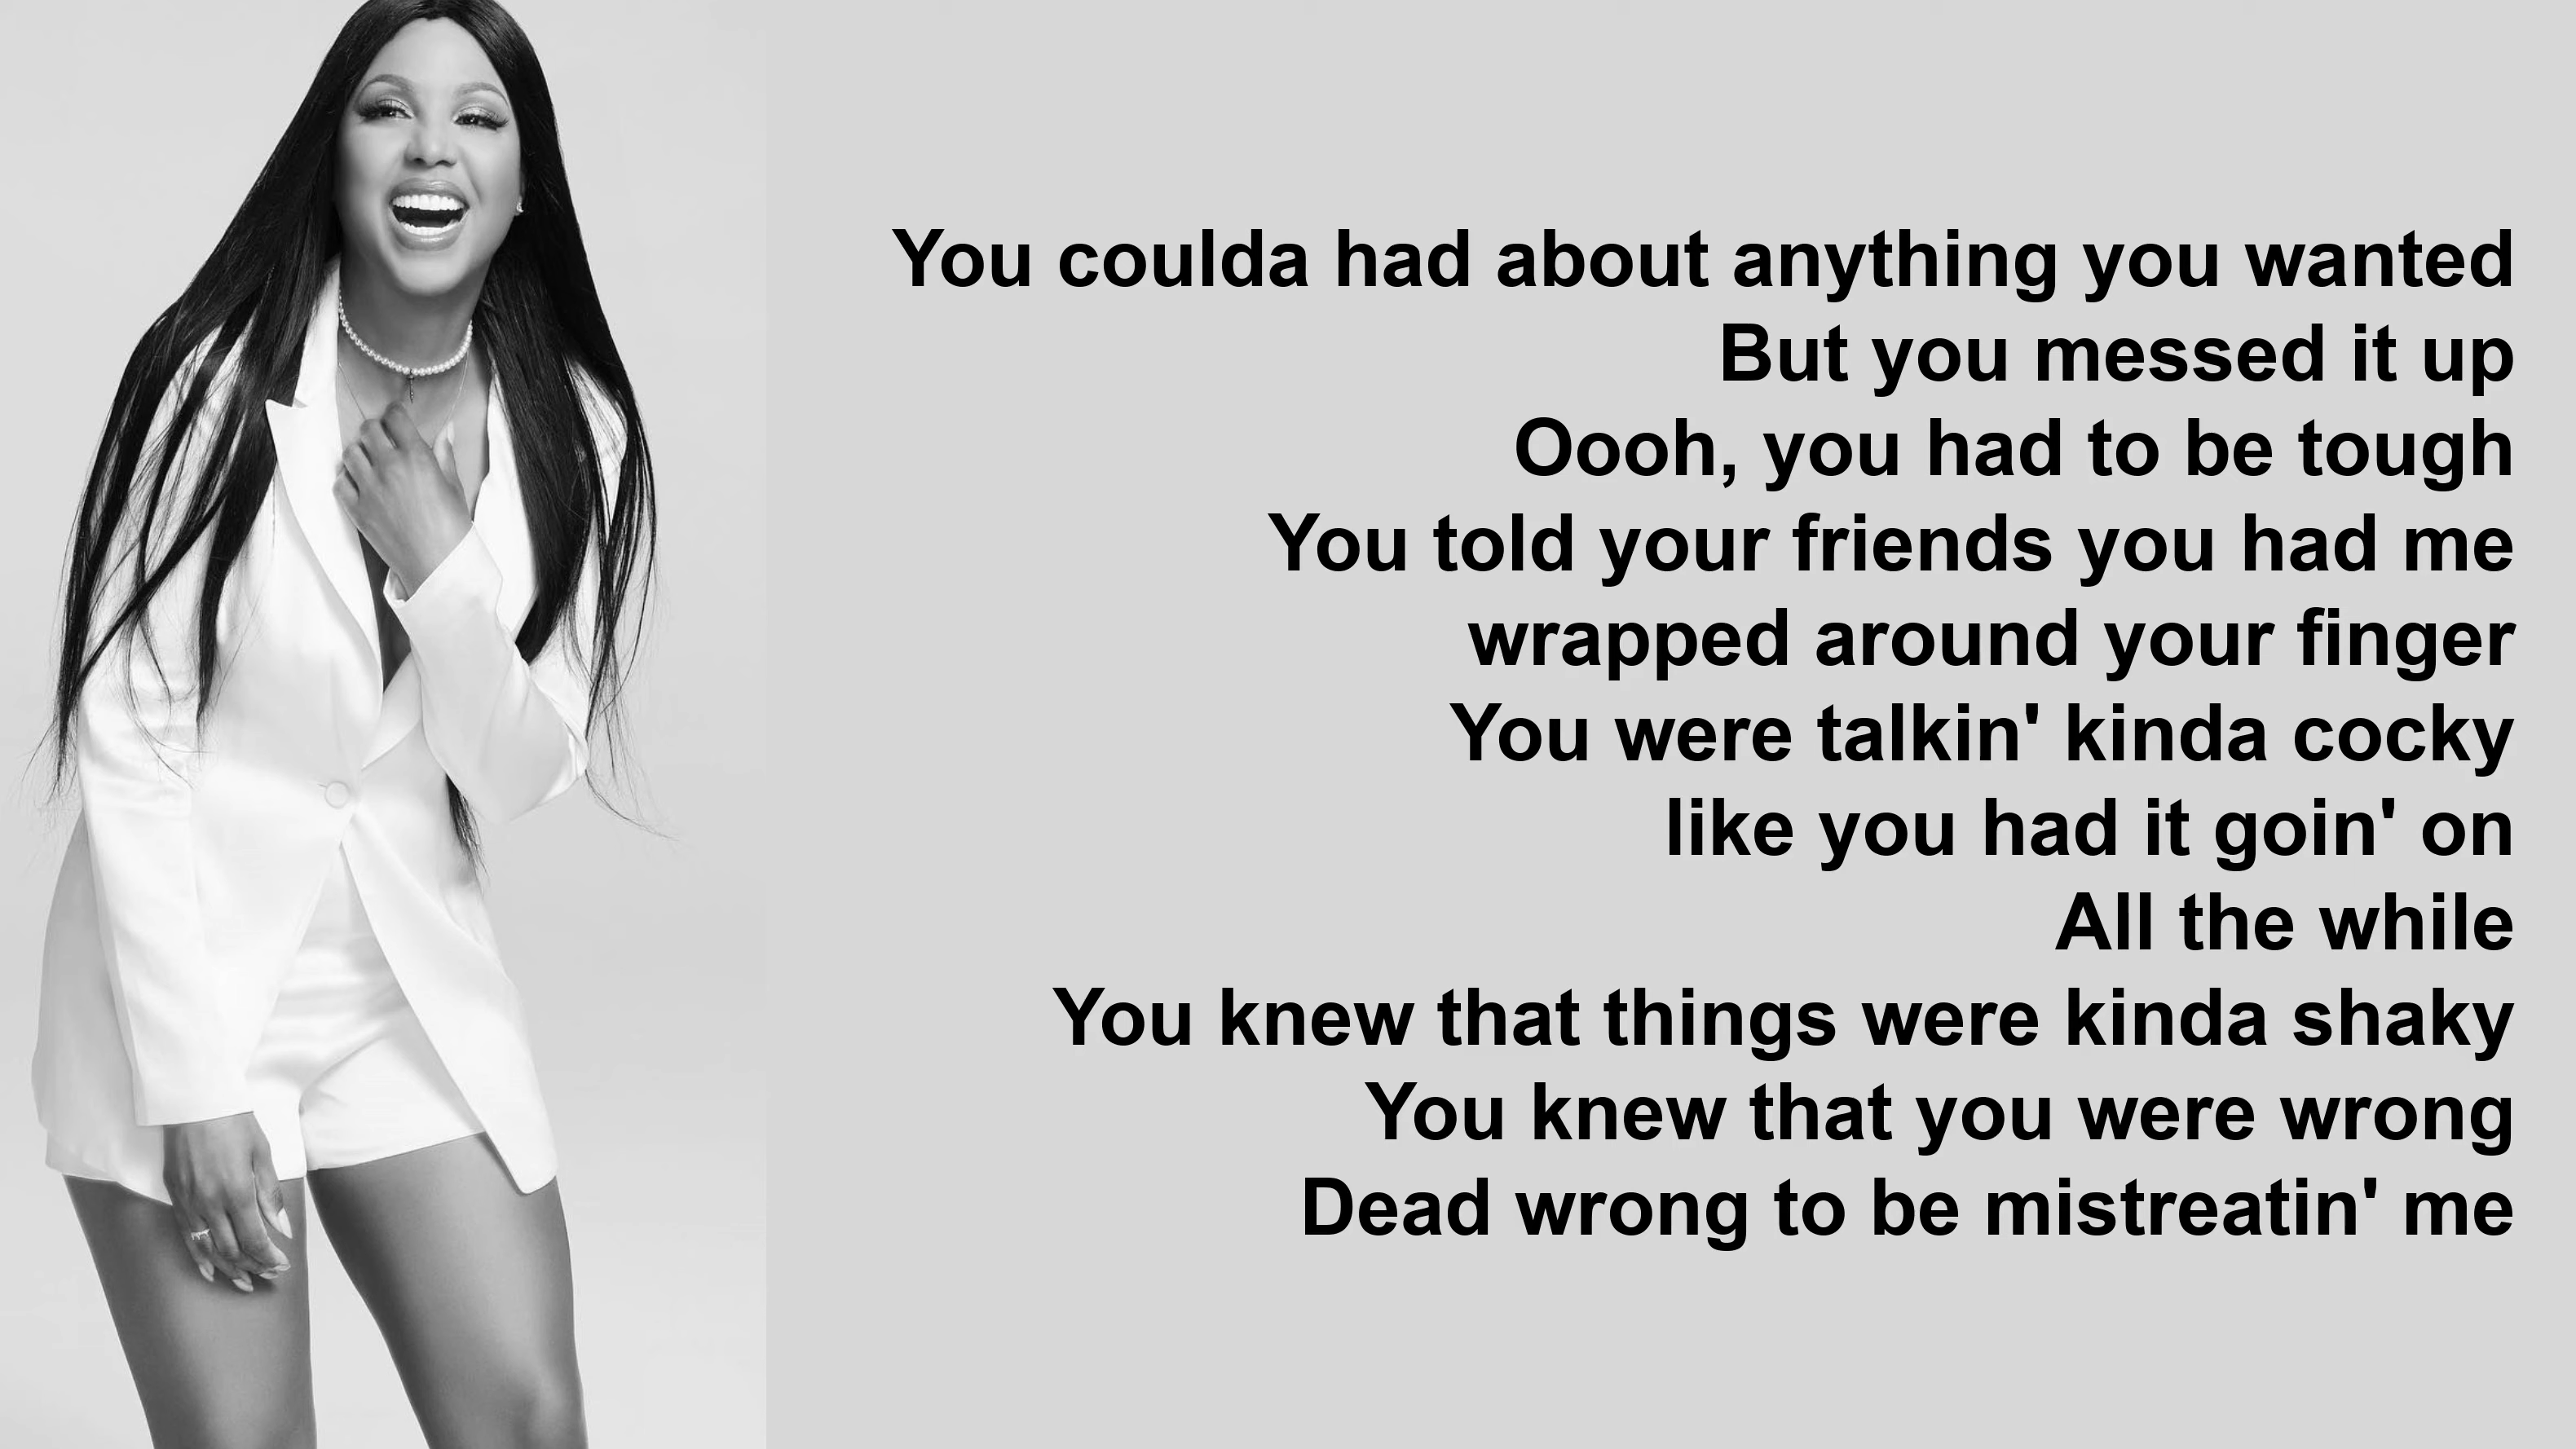 You coulda had about anything you wanted
But you messed it up
Oooh, you had to be tough
You told your friends you had me
wrapped around your finger
You were talkin' kinda cocky
like you had it goin' on
All the while
You knew that things were kinda shaky
You knew that you were wrong
Dead wrong to be mistreatin' me